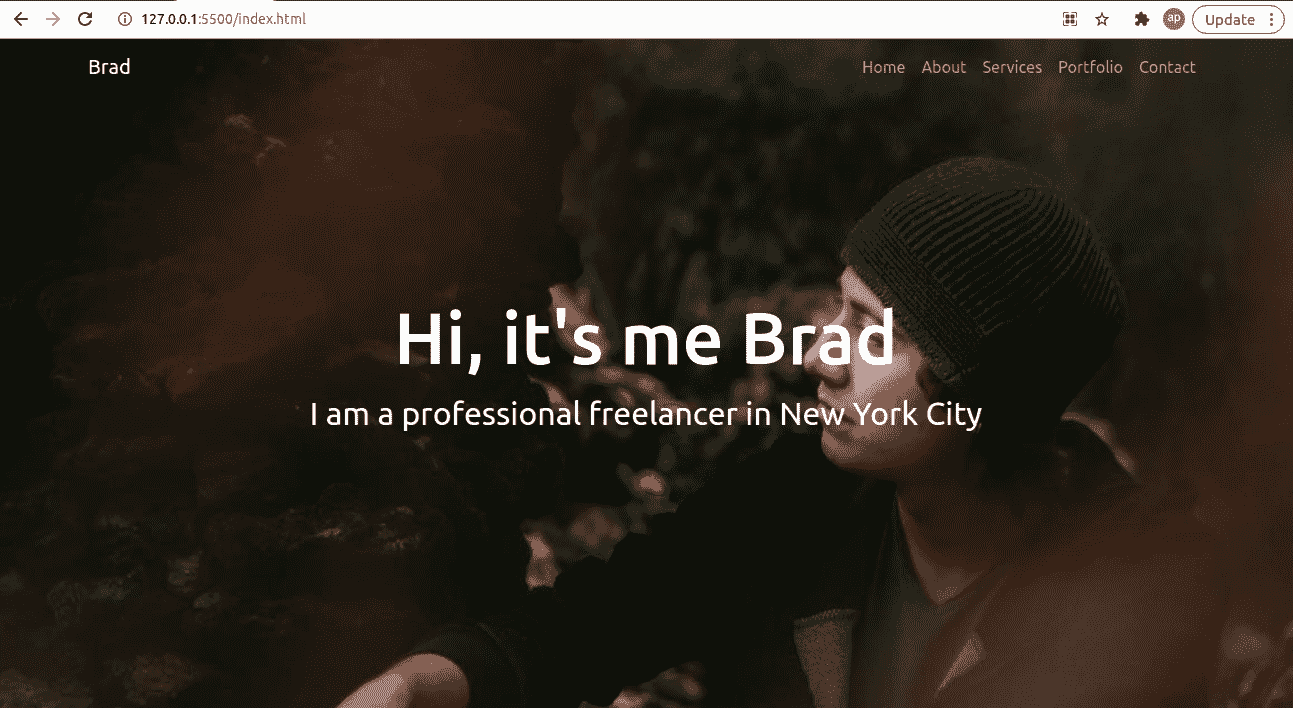 127.0.0.1:5500/index.html
ap
Update
Brad
Home About Services Portfolio Contact
Hi, it's me Brad
I am a professional freelancer in New York City